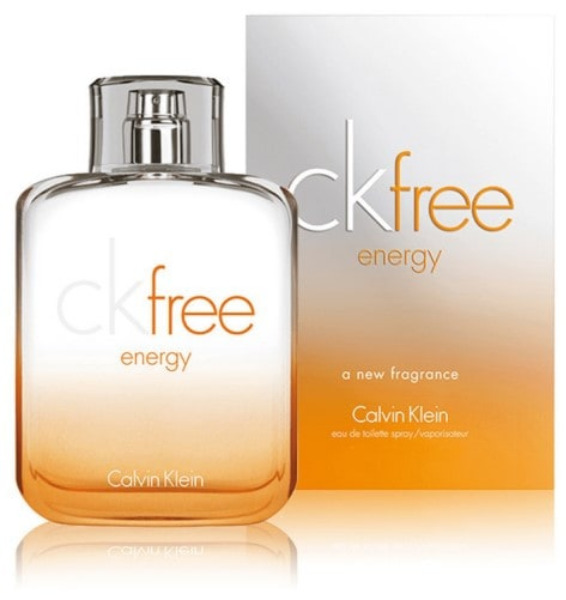 ckfree
energy
Calvin Klein
ckfree
energy
a new fragrance
Calvin Klein
eau de toilette spray/vaporisateur